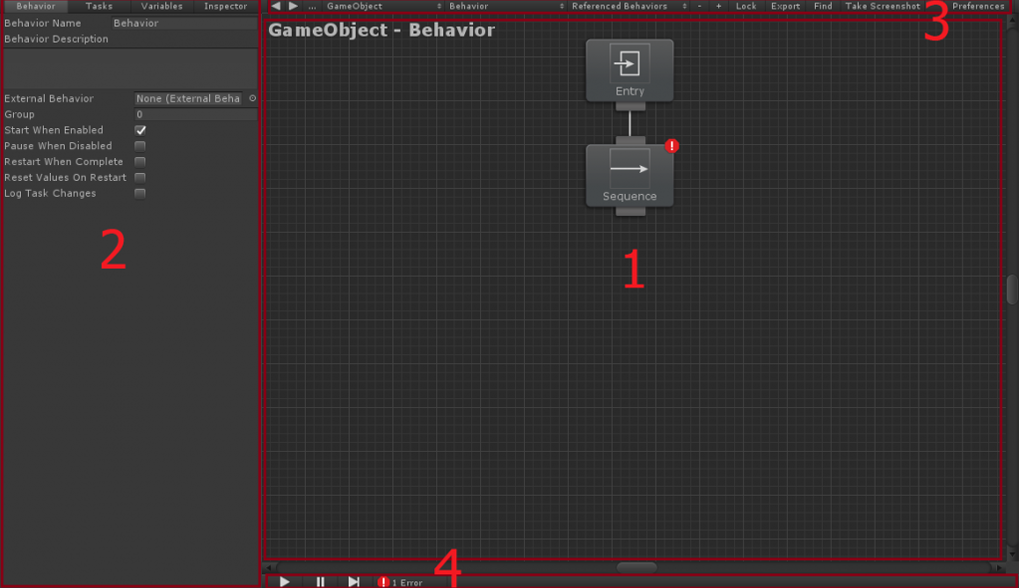 Behavior Tasks Variables Inspector
Behavior Name Behavior
Behavior Description
External Behavior None (External Beha
Group 0
Start When Enabled
Pause When Disabled
Restart When Complete
Reset Values On Restart
Log Task Changes
2
... GameObject Behavior Referenced Behaviors - + Lock Export Find Take Screenshot Preferences
3
GameObject - Behavior
Entry
!
Sequence
1
4
! 1 Error